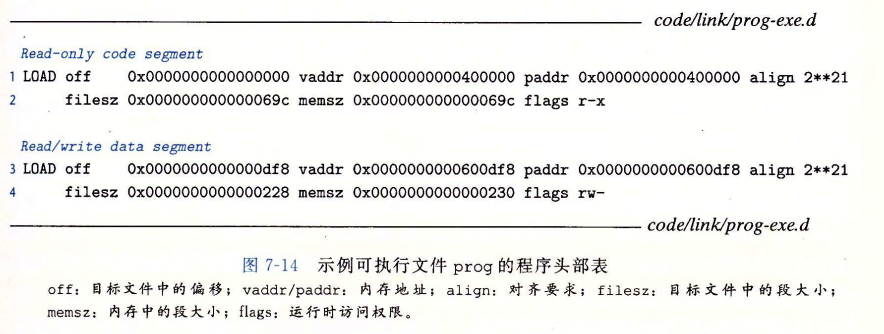 code/link/prog-exe.d
Read-only code segment
1 LOAD off 0x0000000000000000 vaddr 0x0000000000400000 paddr 0x0000000000400000 align 2**21
2 filesz 0x000000000000069c memsz 0x000000000000069c flags r-x
Read/write data segment
3 LOAD off 0x0000000000000df8 vaddr 0x0000000000600df8 paddr 0x0000000000600df8 align 2**21
4 filesz 0x0000000000000228 memsz 0x0000000000000230 flags rw-
code/link/prog-exe.d
图 7-14 示例可执行文件 prog 的程序头部表
off：目标文件中的偏移；vaddr/paddr：内存地址；align：对齐要求；filesz：目标文件中的段大小；
memsz：内存中的段大小；flags：运行时访问权限。